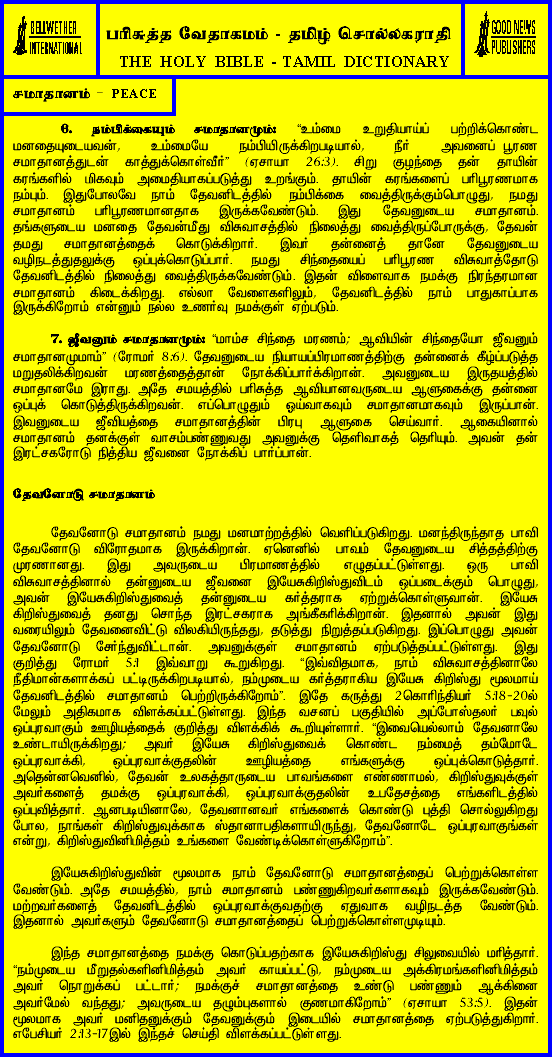 BELLWETHER
INTERNATIONAL
பரிசுத்த வேதாகமம் - தமிழ் சொல்லகராதி
THE HOLY BIBLE - TAMIL DICTIONARY
GOOD NEWS
PUBLISHERS
சமாதானம் - PEACE
6. நம்பிக்கையும் சமாதானமும்: “உம்மை உறுதியாய்ப் பற்றிக்கொண்ட
மனதையுடையவன், உம்மையே நம்பியிருக்கிறபடியால், நீர் அவனைப் பூரண
சமாதானத்துடன் காத்துக்கொள்வீர்” (ஏசாயா 26:3). சிறு குழந்தை தன் தாயின்
கரங்களில் மிகவும் அமைதியாகப்படுத்து உறங்கும். தாயின் கரங்களைப் பரிபூரணமாக
நம்பும். இதுபோலவே நாம் தேவனிடத்தில் நம்பிக்கை வைத்திருக்கும்பொழுது, நமது
சமாதானம் பரிபூரணமானதாக இருக்கவேண்டும். இது தேவனுடைய சமாதானம்.
தங்களுடைய மனதை தேவன்மீது விசுவாசத்தில் நிலைத்து வைத்திருப்போருக்கு, தேவன்
தமது சமாதானத்தைக் கொடுக்கிறார். இவர் தன்னைத் தானே தேவனுடைய
வழிநடத்துதலுக்கு ஒப்புக்கொடுப்பார். நமது சிந்தையைப் பரிபூரண விசுவாத்தோடு
தேவனிடத்தில் நிலைத்து வைத்திருக்கவேண்டும். இதன் விளைவாக நமக்கு நிரந்தரமான
சமாதானம் கிடைக்கிறது. எல்லா வேளைகளிலும், தேவனிடத்தில் நாம் பாதுகாப்பாக
இருக்கிறோம் என்னும் நல்ல உணர்வு நமக்குள் ஏற்படும்.
7. ஜீவனும் சமாதானமும்: “மாம்ச சிந்தை மரணம்; ஆவியின் சிந்தையோ ஜீவனும்
சமாதானமுமாம்” (ரோமர் 8:6). தேவனுடைய நியாயப்பிரமாணத்திற்கு தன்னைக் கீழ்ப்படுத்த
மறுதலிக்கிறவன் மரணத்தைத்தான் நோக்கிப்பார்க்கிறான். அவனுடைய இருதயத்தில்
சமாதானமே இராது. அதே சமயத்தில் பரிசுத்த ஆவியானவருடைய ஆளுகைக்கு தன்னை
ஒப்புக் கொடுத்திருக்கிறவன். எப்பொழுதும் ஓய்வாகவும் சமாதானமாகவும் இருப்பான்.
இவனுடைய ஜீவியத்தை சமாதானத்தின் பிரபு ஆளுகை செய்வார். ஆகையினால்
சமாதானம் தனக்குள் வாசம்பண்ணுவது அவனுக்கு தெளிவாகத் தெரியும். அவன் தன்
இரட்சகரோடு நித்திய ஜீவனை நோக்கிப் பார்ப்பான்.
தேவனோடு சமாதானம்
தேவனோடு சமாதானம் நமது மனமாற்றத்தில் வெளிப்படுகிறது. மனந்திருந்தாத பாவி
தேவனோடு விரோதமாக இருக்கிறான். ஏனெனில் பாவம் தேவனுடைய சித்தத்திற்கு
முரணானது. இது அவருடைய பிரமாணத்தில் எழுதப்பட்டுள்ளது. ஒரு பாவி
விசுவாசத்தினால் தன்னுடைய ஜீவனை இயேசுகிறிஸ்துவிடம் ஒப்படைக்கும் பொழுது,
அவன் இயேசுகிறிஸ்துவைத் தன்னுடைய கர்த்தராக ஏற்றுக்கொள்ளுவான். இயேசு
கிறிஸ்துவைத் தனது சொந்த இரட்சகராக அங்கீகரிக்கிறான். இதனால் அவன் இது
வரையிலும் தேவனைவிட்டு விலகியிருந்தது, தடுத்து நிறுத்தப்படுகிறது. இப்பொழுது அவன்
தேவனோடு சேர்ந்துவிட்டான். அவனுக்குள் சமாதானம் ஏற்படுத்தப்பட்டுள்ளது. இது
குறித்து ரோமர் 5:1 இவ்வாறு கூறுகிறது. “இவ்விதமாக, நாம் விசுவாசத்தினாலே
நீதிமான்களாக்கப் பட்டிருக்கிறபடியால், நம்முடைய கர்த்தராகிய இயேசு கிறிஸ்து மூலமாய்
தேவனிடத்தில் சமாதானம் பெற்றிருக்கிறோம்”. இதே கருத்து 2கொரிந்தியர் 5:18-20ல்
மேலும் அதிகமாக விளக்கப்பட்டுள்ளது. இந்த வசனப் பகுதியில் அப்போஸ்தலர் பவுல்
ஒப்புரவாகும் ஊழியத்தைக் குறித்து விளக்கிக் கூறியுள்ளார். “இவையெல்லாம் தேவனாலே
உண்டாயிருக்கிறது; அவர் இயேசு கிறிஸ்துவைக் கொண்ட நம்மைத் தம்மோடே
ஒப்புரவாக்கி, ஒப்புரவாக்குதலின் ஊழியத்தை எங்களுக்கு ஒப்புக்கொடுத்தார்.
அதென்னவெனில், தேவன் உலகத்தாருடைய பாவங்களை எண்ணாமல், கிறிஸ்துவுக்குள்
அவர்களைத் தமக்கு ஒப்புரவாக்கி, ஒப்புரவாக்குதலின் உபதேசத்தை எங்களிடத்தில்
ஒப்புவித்தார். ஆனபடியினாலே, தேவனானவர் எங்களைக் கொண்டு புத்தி சொல்லுகிறது
போல, நாங்கள் கிறிஸ்துவுக்காக ஸ்தானாபதிகளாயிருந்து, தேவனோடே ஒப்புரவாகுங்கள்
என்று, கிறிஸ்துவினிமித்தம் உங்களை வேண்டிக்கொள்ளுகிறோம்”.
இயேசுகிறிஸ்துவின் மூலமாக நாம் தேவனோடு சமாதானத்தைப் பெற்றுக்கொள்ள
வேண்டும். அதே சமயத்தில், நாம் சமாதானம் பண்ணுகிறவர்களாகவும் இருக்கவேண்டும்.
மற்றவர்களைத் தேவனிடத்தில் ஒப்புரவாக்குவதற்கு ஏதுவாக வழிநடத்த வேண்டும்.
இதனால் அவர்களும் தேவனோடு சமாதானத்தைப் பெற்றுக்கொள்ளமுடியும்.
இந்த சமாதானத்தை நமக்கு கொடுப்பதற்காக இயேசுகிறிஸ்து சிலுவையில் மரித்தார்.
“நம்முடைய மீறுதல்களினிமித்தம் அவர் காயப்பட்டு, நம்முடைய அக்கிரமங்களினிமித்தம்
அவர் நொறுக்கப் பட்டார்; நமக்குச் சமாதானத்தை உண்டு பண்ணும் ஆக்கினை
அவர்மேல் வந்தது; அவருடைய தழும்புகளால் குணமாகிறோம்” (ஏசாயா 53:5). இதன்
மூலமாக அவர் மனிதனுக்கும் தேவனுக்கும் இடையில் சமாதானத்தை ஏற்படுத்துகிறார்.
எபேசியர் 2:13-17இல் இந்தச் செய்தி விளக்கப்பட்டுள்ளது.